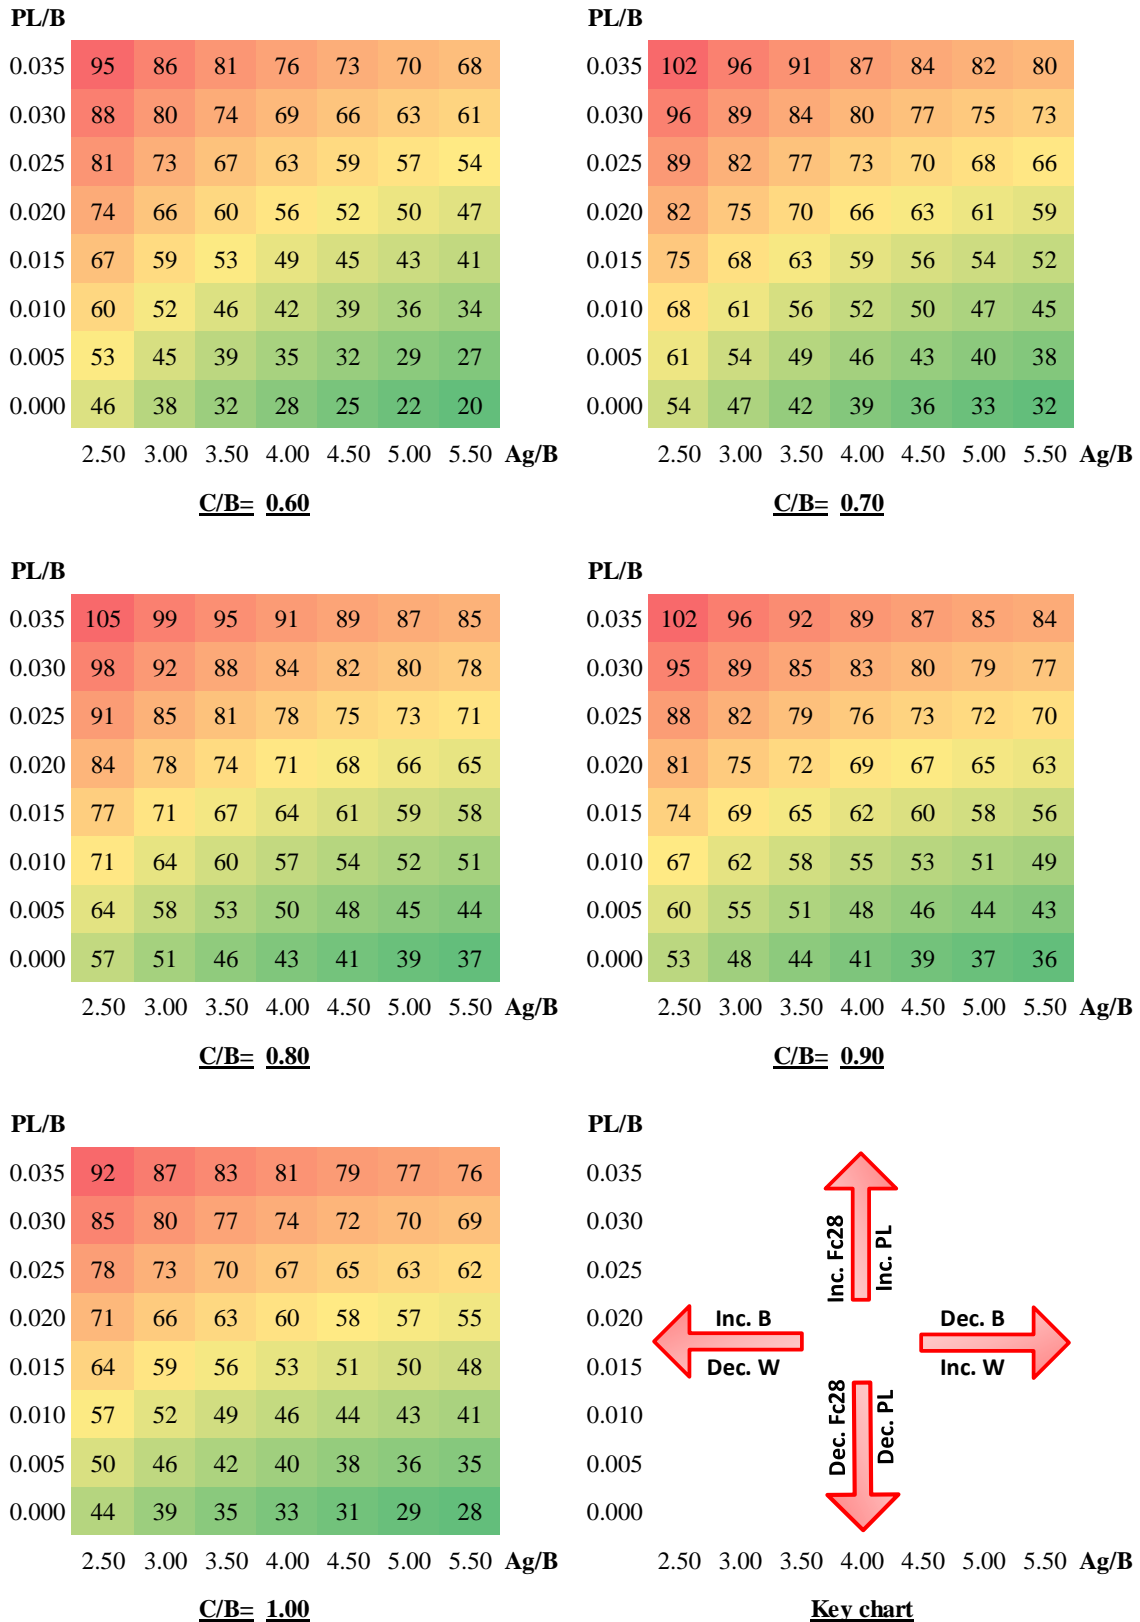 PL/B
0.035 95 86 81 76 73 70 68
0.030 88 80 74 69 66 63 61
0.025 81 73 67 63 59 57 54
0.020 74 66 60 56 52 50 47
0.015 67 59 53 49 45 43 41
0.010 60 52 46 42 39 36 34
0.005 53 45 39 35 32 29 27
0.000 46 38 32 28 25 22 20
2.50 3.00 3.50 4.00 4.50 5.00 5.50 Ag/B
C/B= 0.60
PL/B
0.035 102 96 91 87 84 82 80
0.030 96 89 84 80 77 75 73
0.025 89 82 77 73 70 68 66
0.020 82 75 70 66 63 61 59
0.015 75 68 63 59 56 54 52
0.010 68 61 56 52 50 47 45
0.005 61 54 49 46 43 40 38
0.000 54 47 42 39 36 33 32
2.50 3.00 3.50 4.00 4.50 5.00 5.50 Ag/B
C/B= 0.70
PL/B
0.035 105 99 95 91 89 87 85
0.030 98 92 88 84 82 80 78
0.025 91 85 81 78 75 73 71
0.020 84 78 74 71 68 66 65
0.015 77 71 67 64 61 59 58
0.010 71 64 60 57 54 52 51
0.005 64 58 53 50 48 45 44
0.000 57 51 46 43 41 39 37
2.50 3.00 3.50 4.00 4.50 5.00 5.50 Ag/B
C/B= 0.80
PL/B
0.035 102 96 92 89 87 85 84
0.030 95 89 85 83 80 79 77
0.025 88 82 79 76 73 72 70
0.020 81 75 72 69 67 65 63
0.015 74 69 65 62 60 58 56
0.010 67 62 58 55 53 51 49
0.005 60 55 51 48 46 44 43
0.000 53 48 44 41 39 37 36
2.50 3.00 3.50 4.00 4.50 5.00 5.50 Ag/B
C/B= 0.90
PL/B
0.035 92 87 83 81 79 77 76
0.030 85 80 77 74 72 70 69
0.025 78 73 70 67 65 63 62
0.020 71 66 63 60 58 57 55
0.015 64 59 56 53 51 50 48
0.010 57 52 49 46 44 43 41
0.005 50 46 42 40 38 36 35
0.000 44 39 35 33 31 29 28
2.50 3.00 3.50 4.00 4.50 5.00 5.50 Ag/B
C/B= 1.00
PL/B
0.035
0.030
0.025
0.020
0.015
0.010
0.005
0.000
Inc. Fc28
Inc. PL
Inc. B
Dec. W
Dec. B
Inc. W
Dec. Fc28
Dec. PL
2.50 3.00 3.50 4.00 4.50 5.00 5.50 Ag/B
Key chart